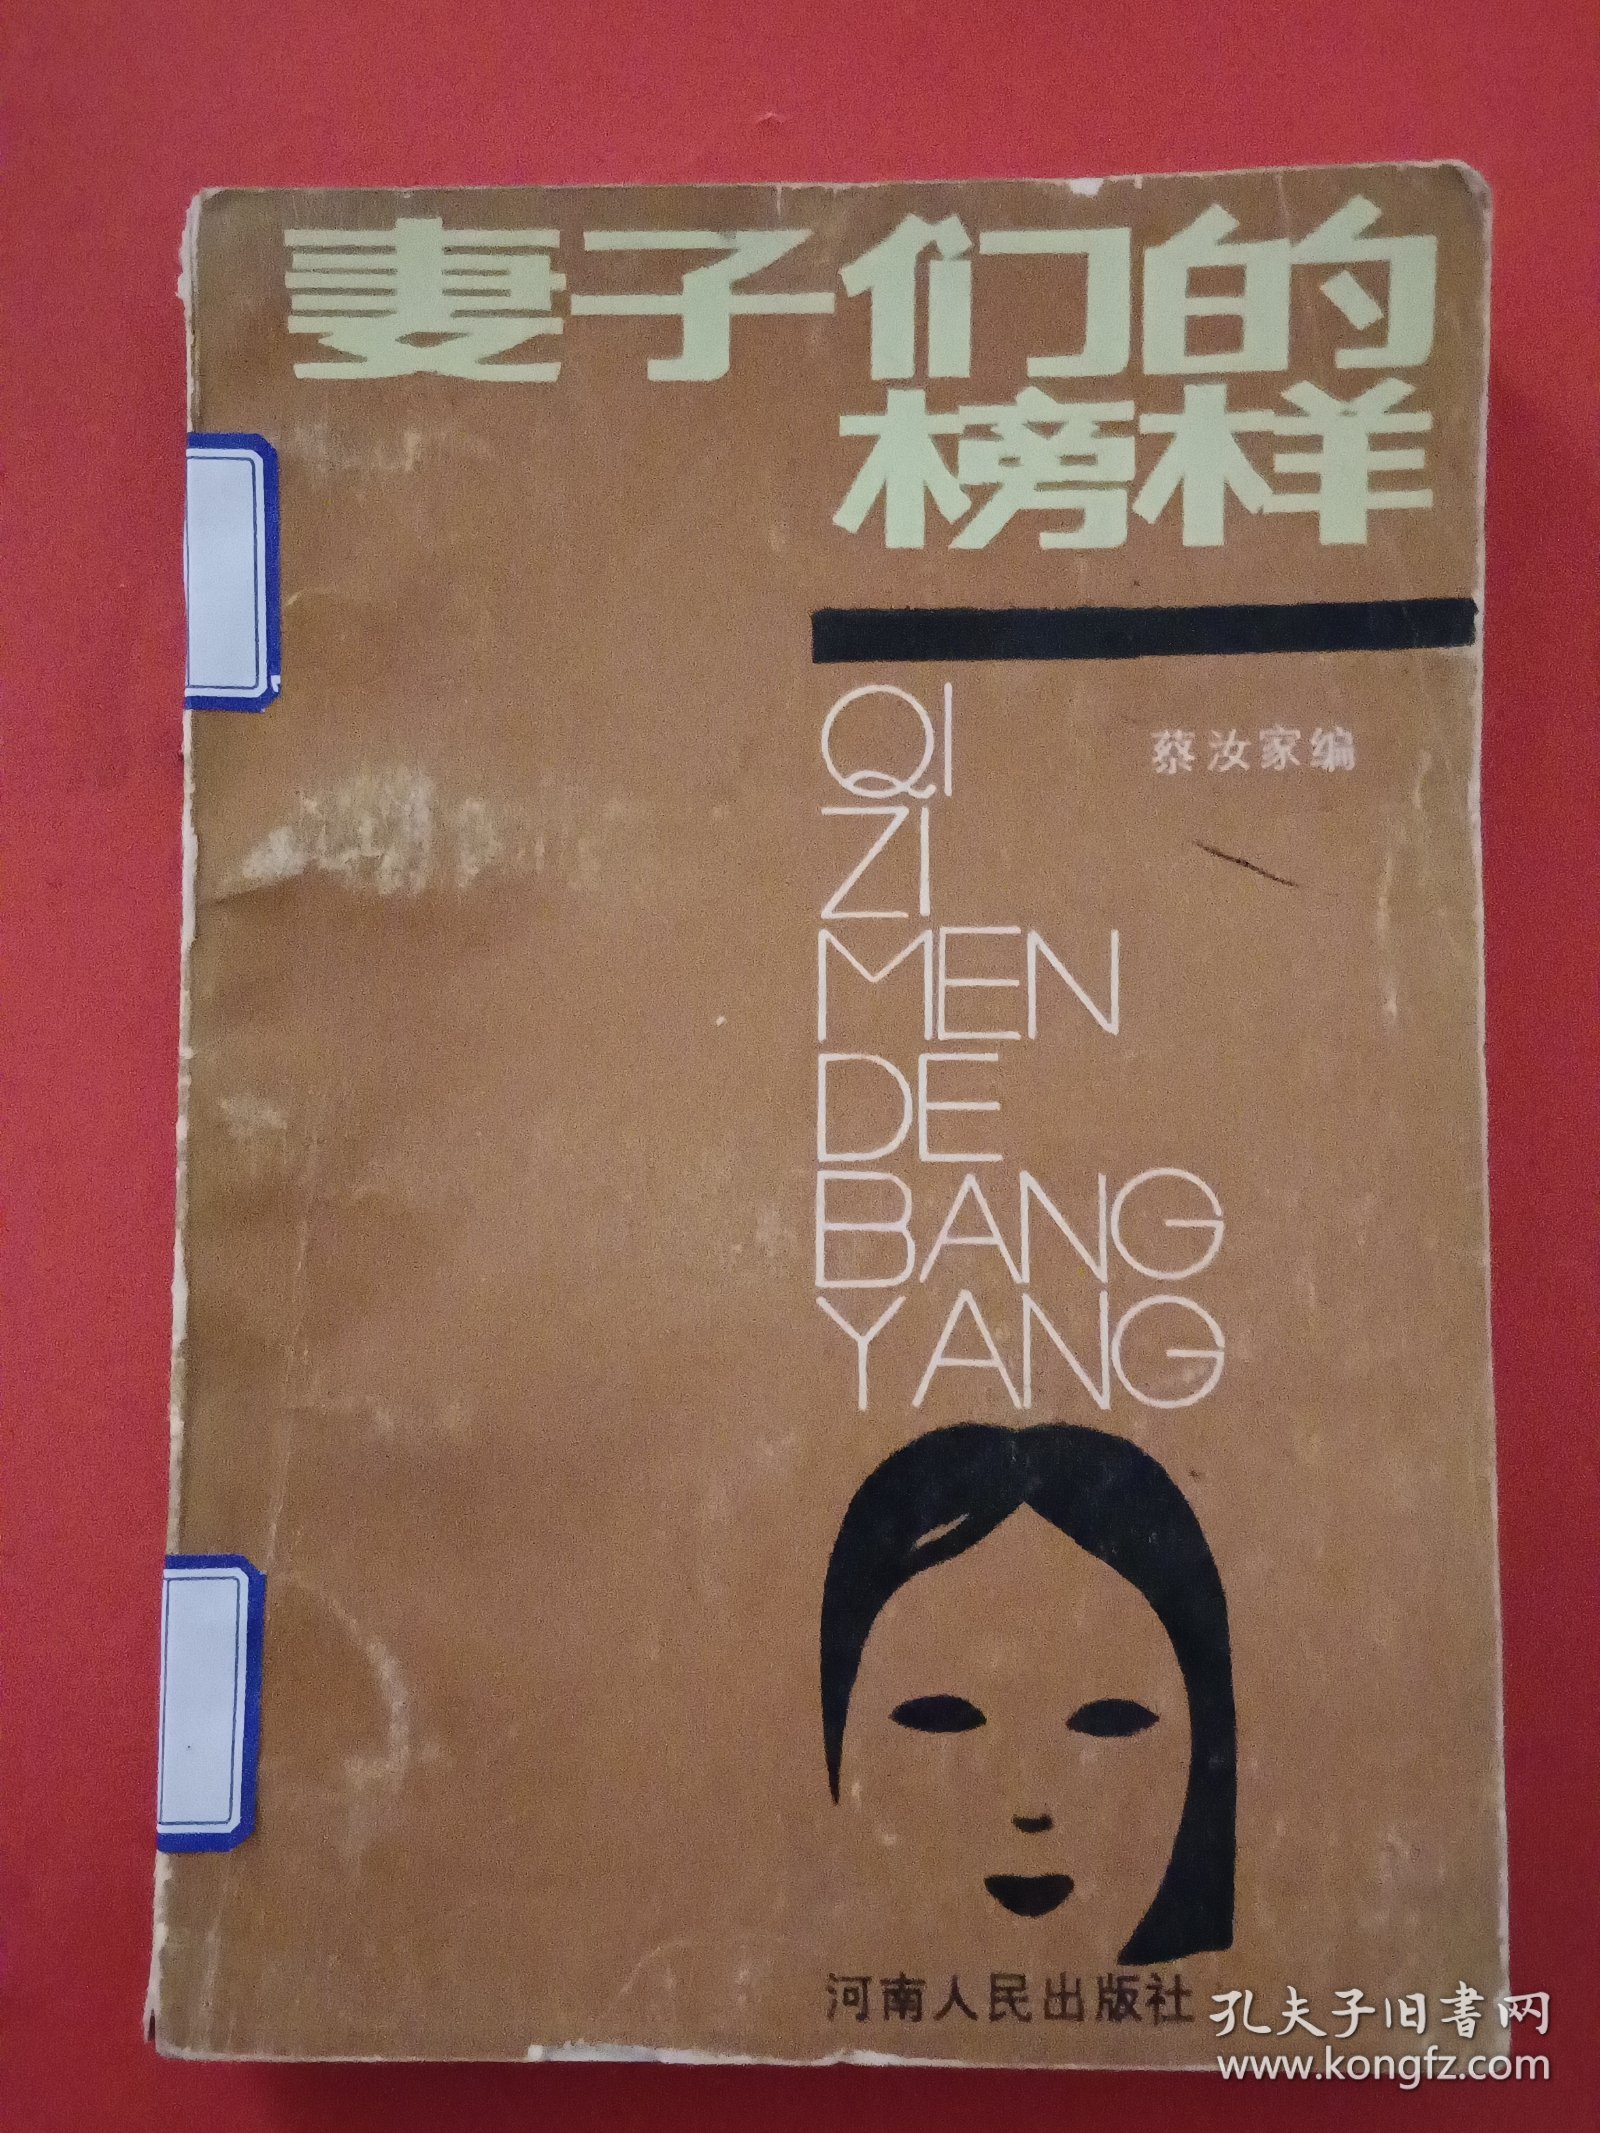 妻子们的
榜样
蔡汝家编
QI
ZI
MEN
DE
BANG
YANG
河南人民出版社
孔夫子旧书网
www.kongfz.com